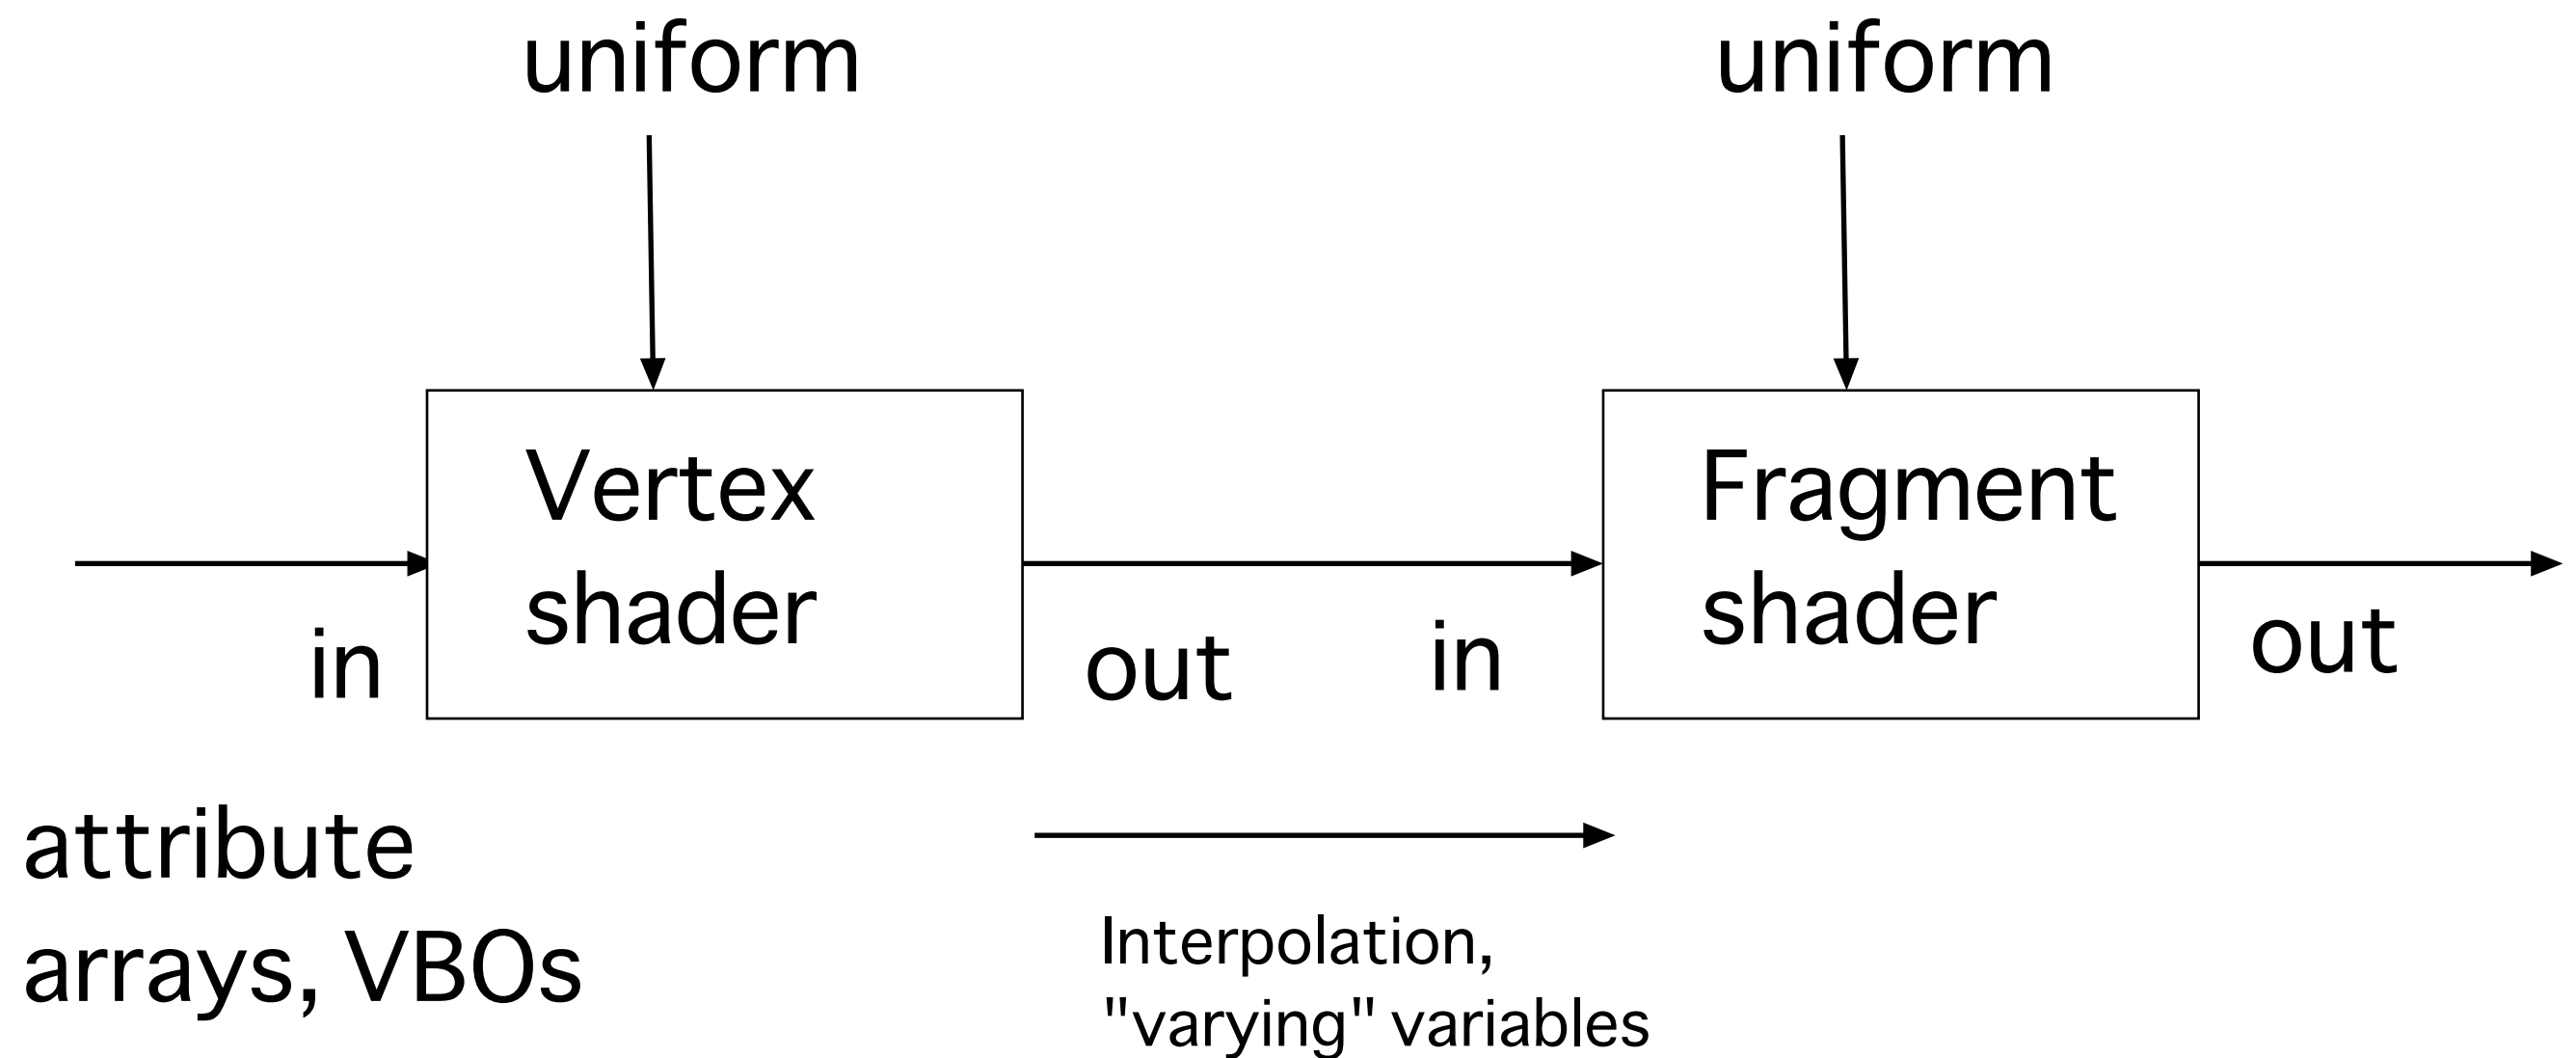 uniform
uniform
Vertex
shader
Fragment
shader
in
out
in
out
attribute
arrays, VBOs
Interpolation,
"varying" variables